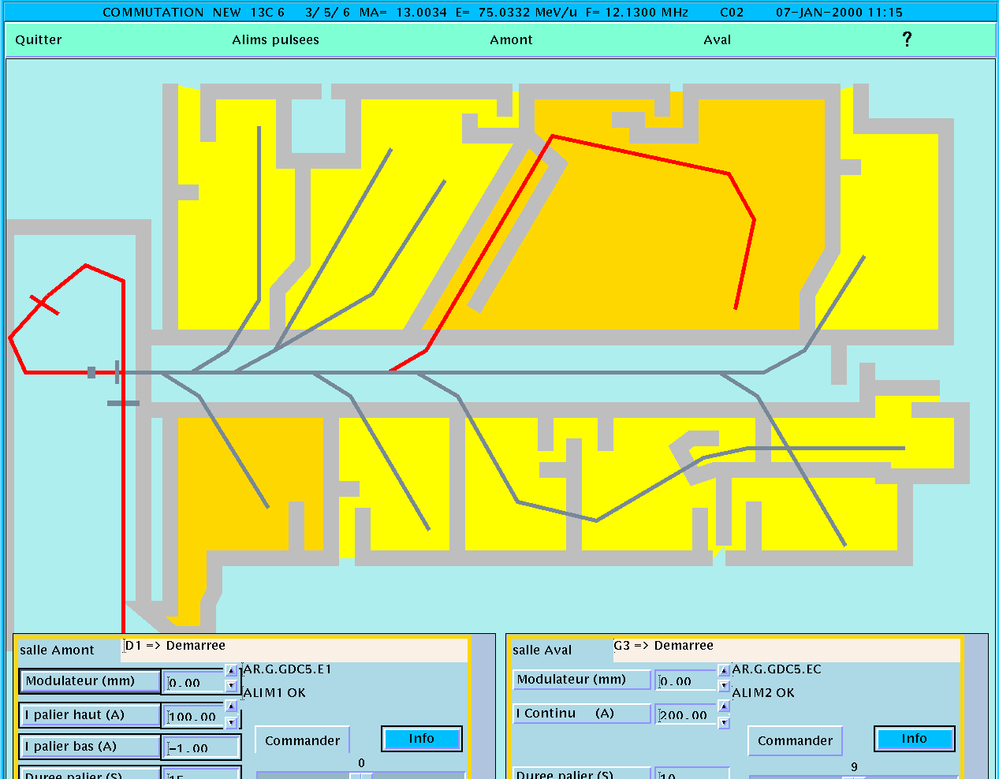 COMMUTATION NEW 13C 6 3/ 5/ 6 MA= 13.0034 E= 75.0332 MeV/u F= 12.1300 MHz C02 07-JAN-2000 11:15
Quitter Alims pulsees Amont Aval ?
salle Amont D1 => Demarree
Modulateur (mm) 0.00 AR.G.GDC5.E1
ALIM1 OK
I palier haut (A) 100.00
I palier bas (A) -1.00 Commander Info
0
Duree palier (S) 15
salle Aval G3 => Demarree
Modulateur (mm) 0.00 AR.G.GDC5.EC
ALIM2 OK
I Continu (A) 200.00
Commander Info
9
Duree palier (S) 10